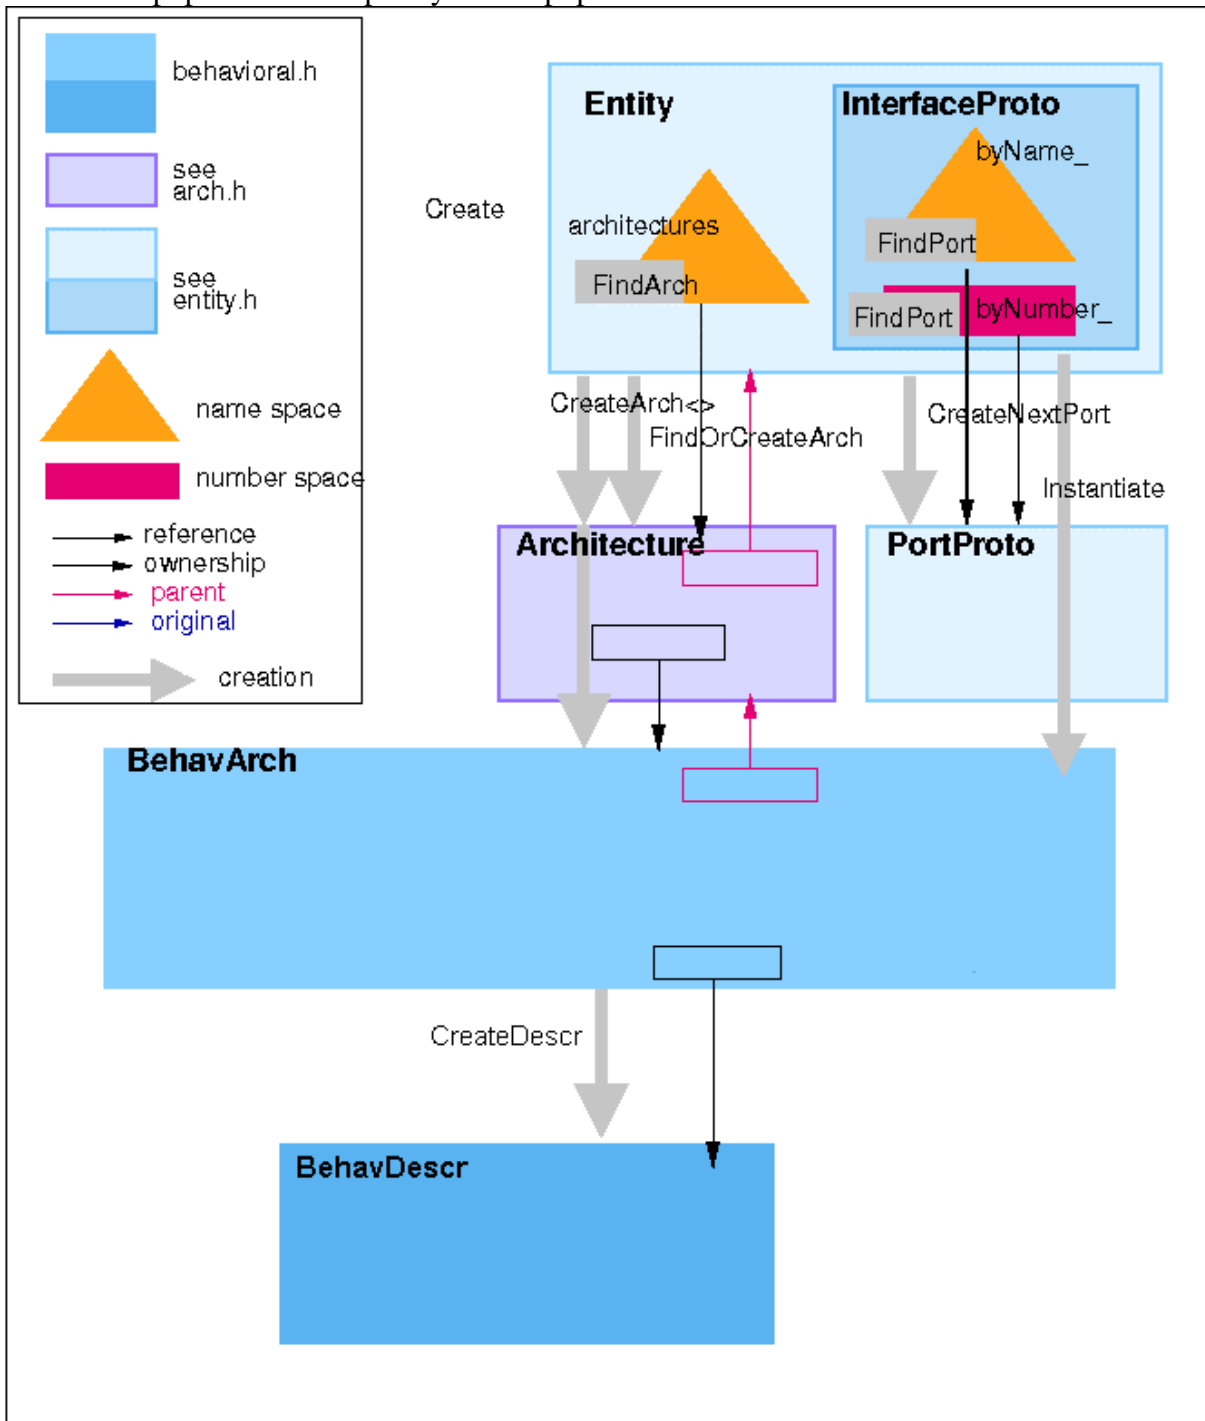 behavioral.h
see
arch.h
see
entity.h
name space
number space
reference
ownership
parent
original
creation
Entity
InterfaceProto
byName_
Create
architectures
FindPort
FindArch
FindPort
byNumber_
CreateArch<>
CreateNextPort
FindOrCreateArch
Instantiate
Architecture
PortProto
BehavArch
CreateDescr
BehavDescr